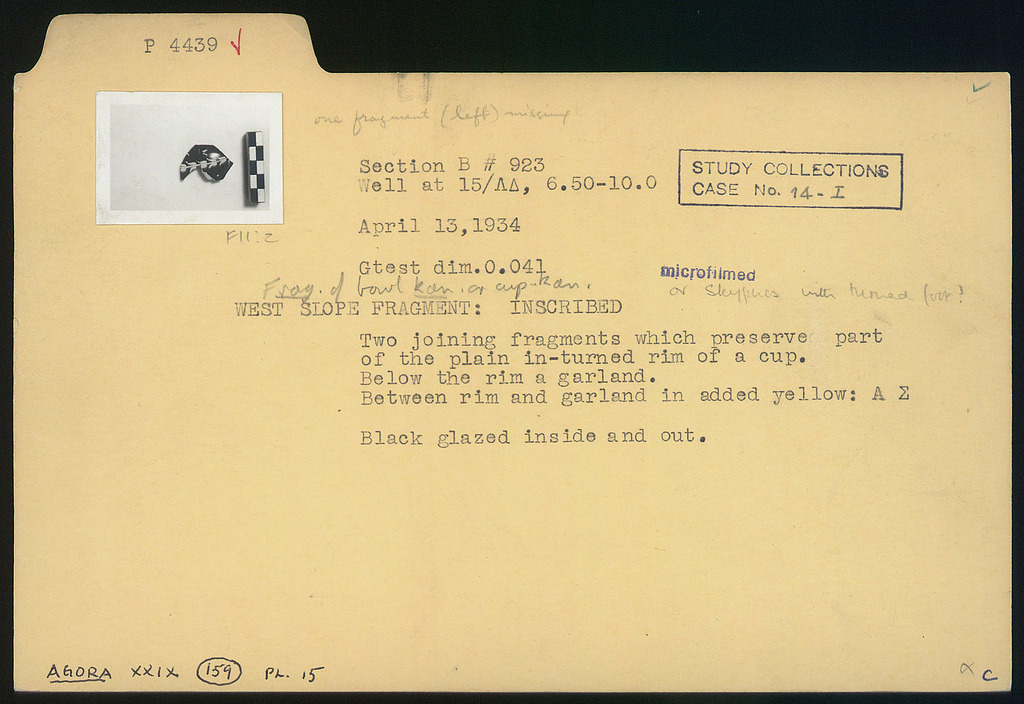 P 4439 ✓
one fragment (left) missing
Section B # 923
Well at 15/ΛΔ, 6.50-10.0
STUDY COLLECTIONS
CASE No. 14-I
April 13,1934
F11:2
Gtest dim.0.041
microfilmed
Frag. of bowl kan. or cup-kan.
or Skyphos with turned foot?
WEST SLOPE FRAGMENT: INSCRIBED
Two joining fragments which preserve part
of the plain in-turned rim of a cup.
Below the rim a garland.
Between rim and garland in added yellow: Α Σ
Black glazed inside and out.
AGORA XXIX 159 PL. 15
α C